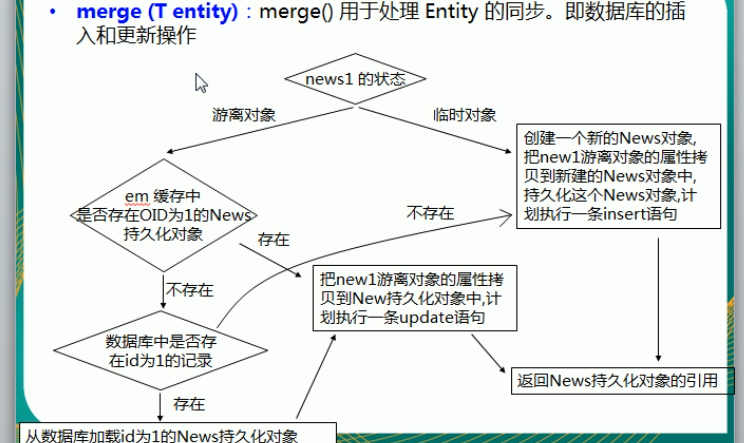 • merge (T entity)：merge() 用于处理 Entity 的同步。即数据库的插
入和更新操作
news1 的状态
游离对象
临时对象
创建一个新的News对象,
把new1游离对象的属性拷
贝到新建的News对象中,
持久化这个News对象,计
划执行一条insert语句
em 缓存中
是否存在OID为1的News
持久化对象
不存在
存在
不存在
把new1游离对象的属性拷
贝到New持久化对象中,计
划执行一条update语句
数据库中是否存
在id为1的记录
返回News持久化对象的引用
存在
从数据库加载id为1的News持久化对象